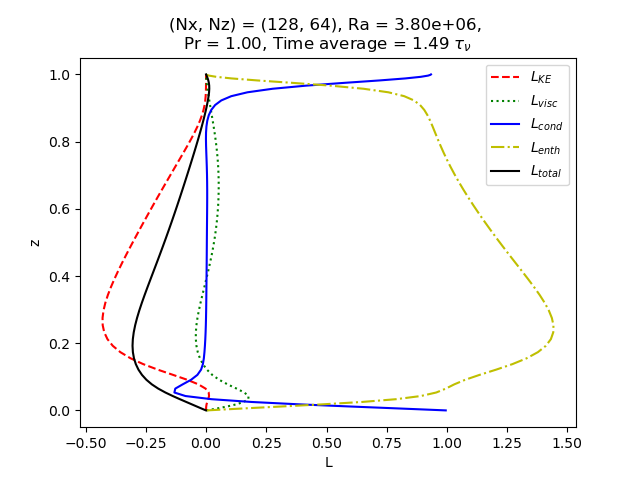 (Nx, Nz) = (128, 64), Ra = 3.80e+06,
Pr = 1.00, Time average = 1.49 τ_ν
1.0
0.8
0.6
0.4
0.2
0.0
z
−0.50 −0.25 0.00 0.25 0.50 0.75 1.00 1.25 1.50
L
L_KE
L_visc
L_cond
L_enth
L_total